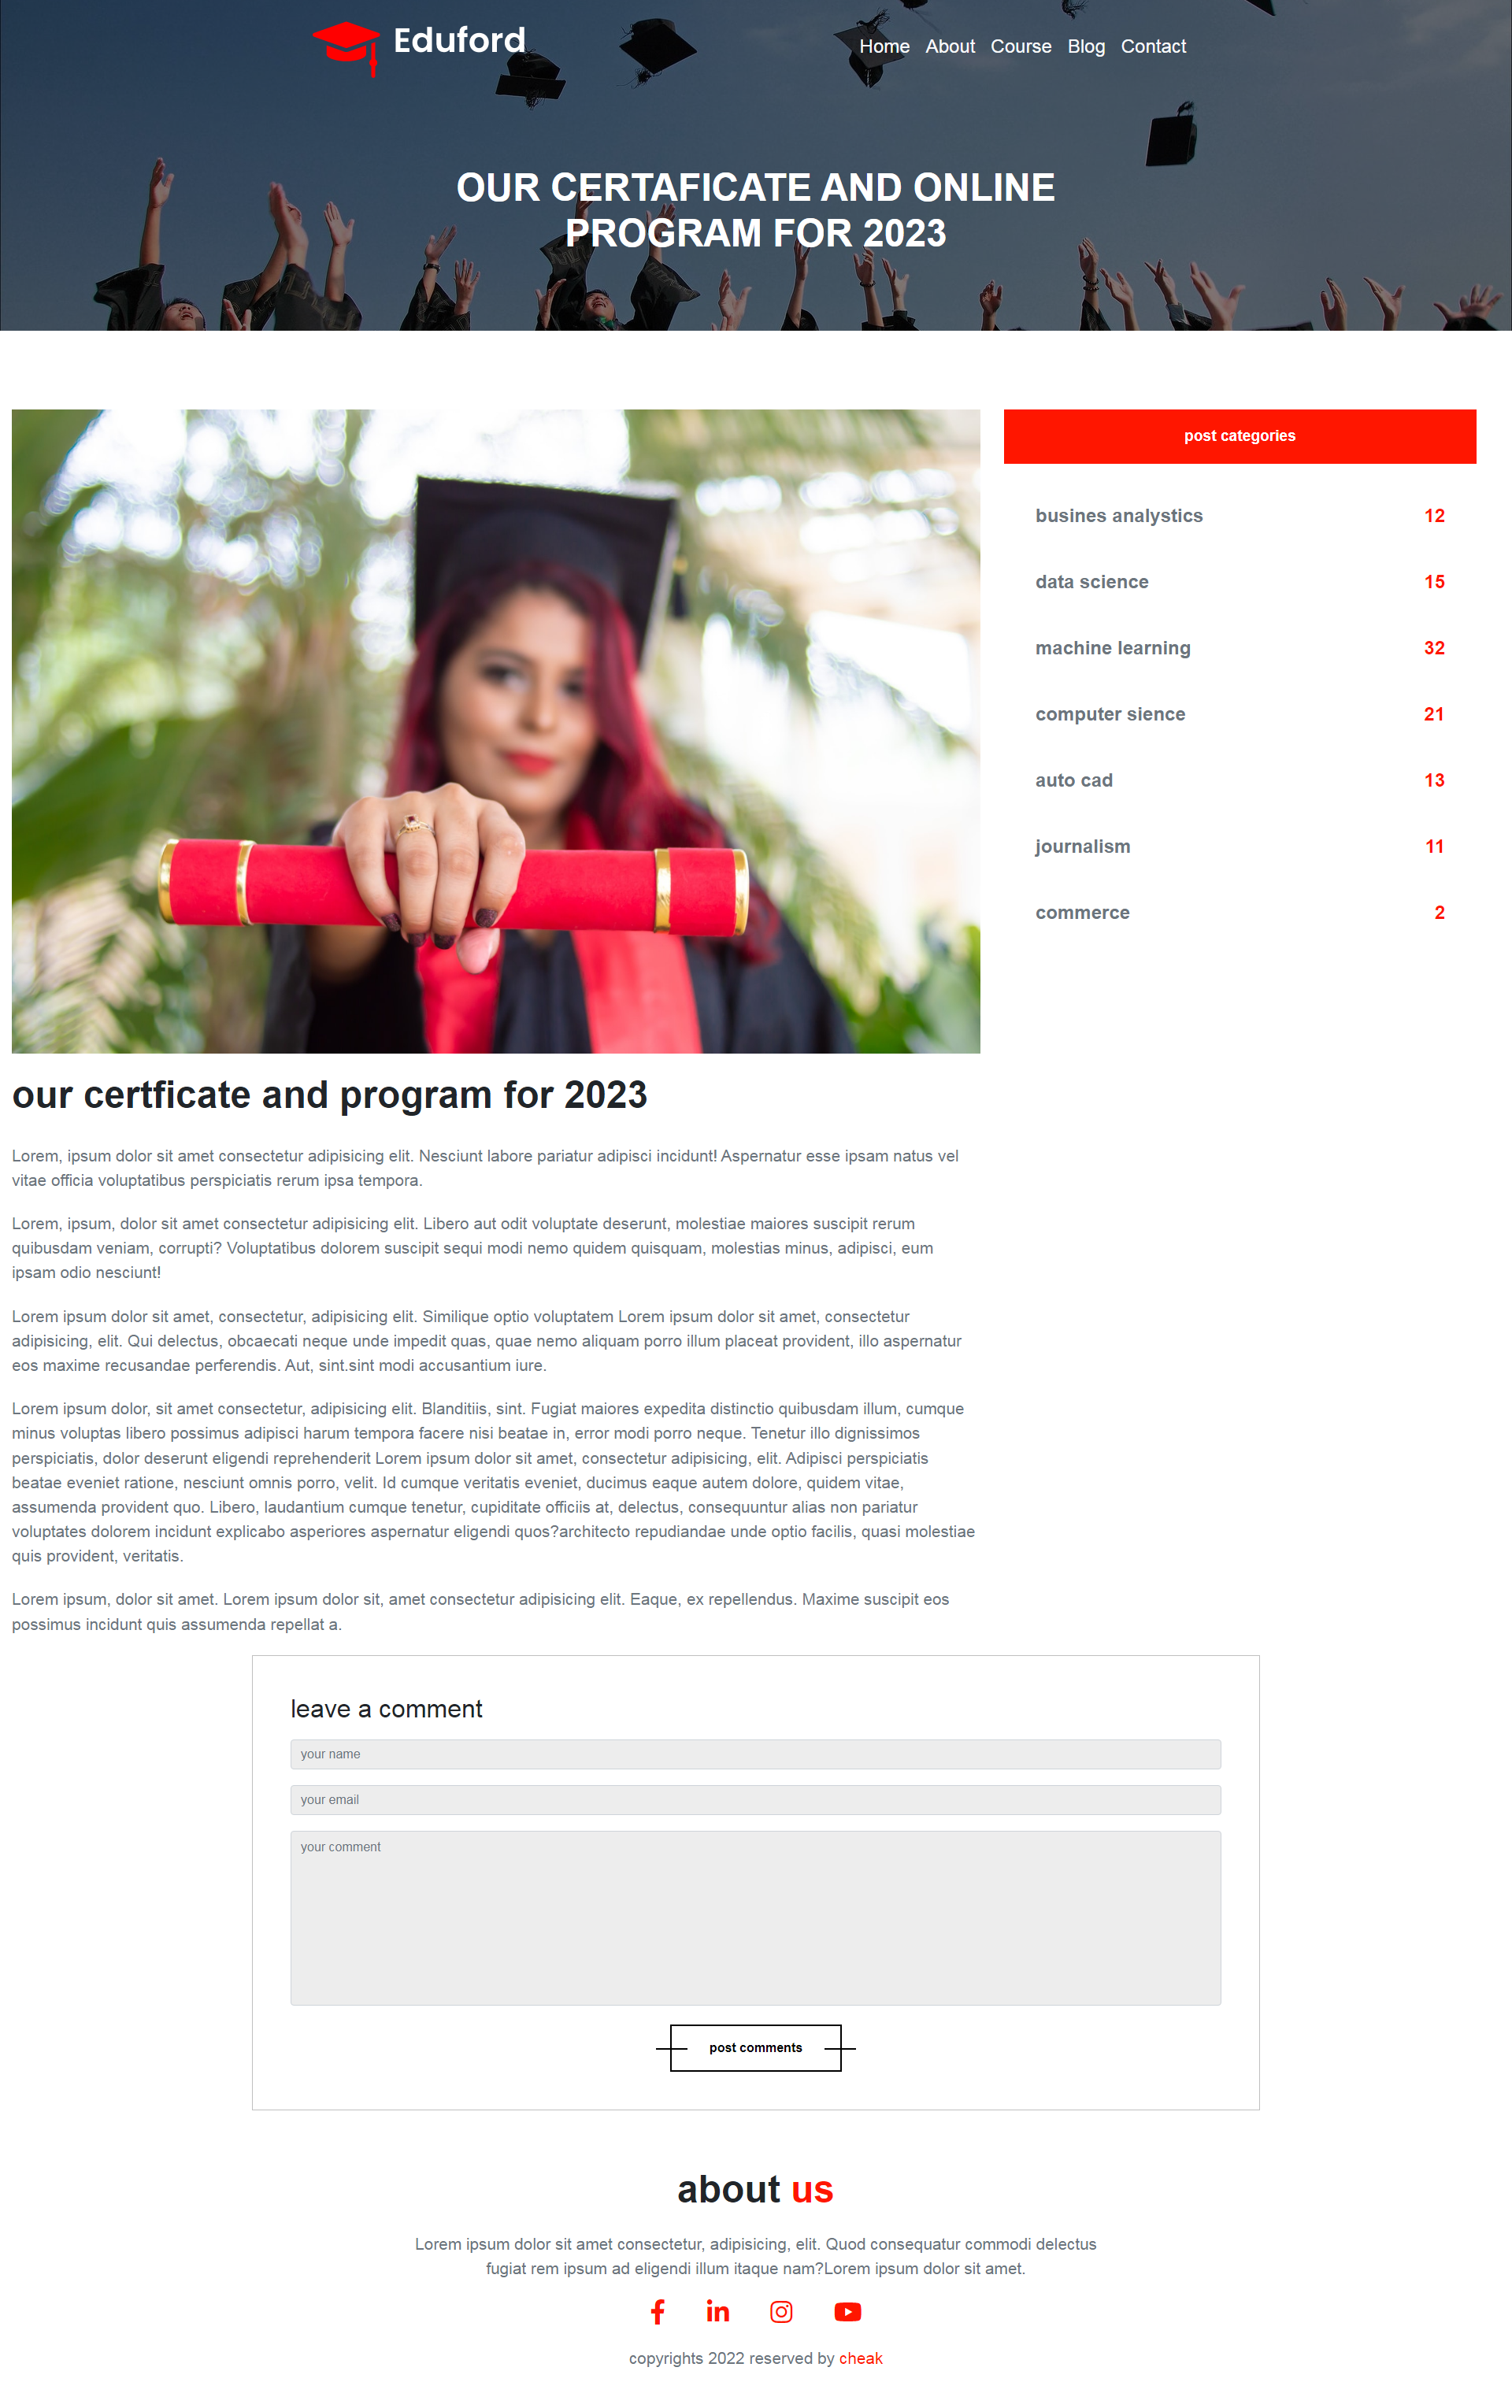 Eduford
Home About Course Blog Contact
OUR CERTAFICATE AND ONLINE
PROGRAM FOR 2023
post categories
busines analystics 12
data science 15
machine learning 32
computer sience 21
auto cad 13
journalism 11
commerce 2
our certficate and program for 2023
Lorem, ipsum dolor sit amet consectetur adipisicing elit. Nesciunt labore pariatur adipisci incidunt! Aspernatur esse ipsam natus vel
vitae officia voluptatibus perspiciatis rerum ipsa tempora.
Lorem, ipsum, dolor sit amet consectetur adipisicing elit. Libero aut odit voluptate deserunt, molestiae maiores suscipit rerum
quibusdam veniam, corrupti? Voluptatibus dolorem suscipit sequi modi nemo quidem quisquam, molestias minus, adipisci, eum
ipsam odio nesciunt!
Lorem ipsum dolor sit amet, consectetur, adipisicing elit. Similique optio voluptatem Lorem ipsum dolor sit amet, consectetur
adipisicing, elit. Qui delectus, obcaecati neque unde impedit quas, quae nemo aliquam porro illum placeat provident, illo aspernatur
eos maxime recusandae perferendis. Aut, sint.sint modi accusantium iure.
Lorem ipsum dolor, sit amet consectetur, adipisicing elit. Blanditiis, sint. Fugiat maiores expedita distinctio quibusdam illum, cumque
minus voluptas libero possimus adipisci harum tempora facere nisi beatae in, error modi porro neque. Tenetur illo dignissimos
perspiciatis, dolor deserunt eligendi reprehenderit Lorem ipsum dolor sit amet, consectetur adipisicing, elit. Adipisci perspiciatis
beatae eveniet ratione, nesciunt omnis porro, velit. Id cumque veritatis eveniet, ducimus eaque autem dolore, quidem vitae,
assumenda provident quo. Libero, laudantium cumque tenetur, cupiditate officiis at, delectus, consequuntur alias non pariatur
voluptates dolorem incidunt explicabo asperiores aspernatur eligendi quos?architecto repudiandae unde optio facilis, quasi molestiae
quis provident, veritatis.
Lorem ipsum, dolor sit amet. Lorem ipsum dolor sit, amet consectetur adipisicing elit. Eaque, ex repellendus. Maxime suscipit eos
possimus incidunt quis assumenda repellat a.
leave a comment
your name
your email
your comment
post comments
about us
Lorem ipsum dolor sit amet consectetur, adipisicing, elit. Quod consequatur commodi delectus
fugiat rem ipsum ad eligendi illum itaque nam?Lorem ipsum dolor sit amet.
copyrights 2022 reserved by cheak